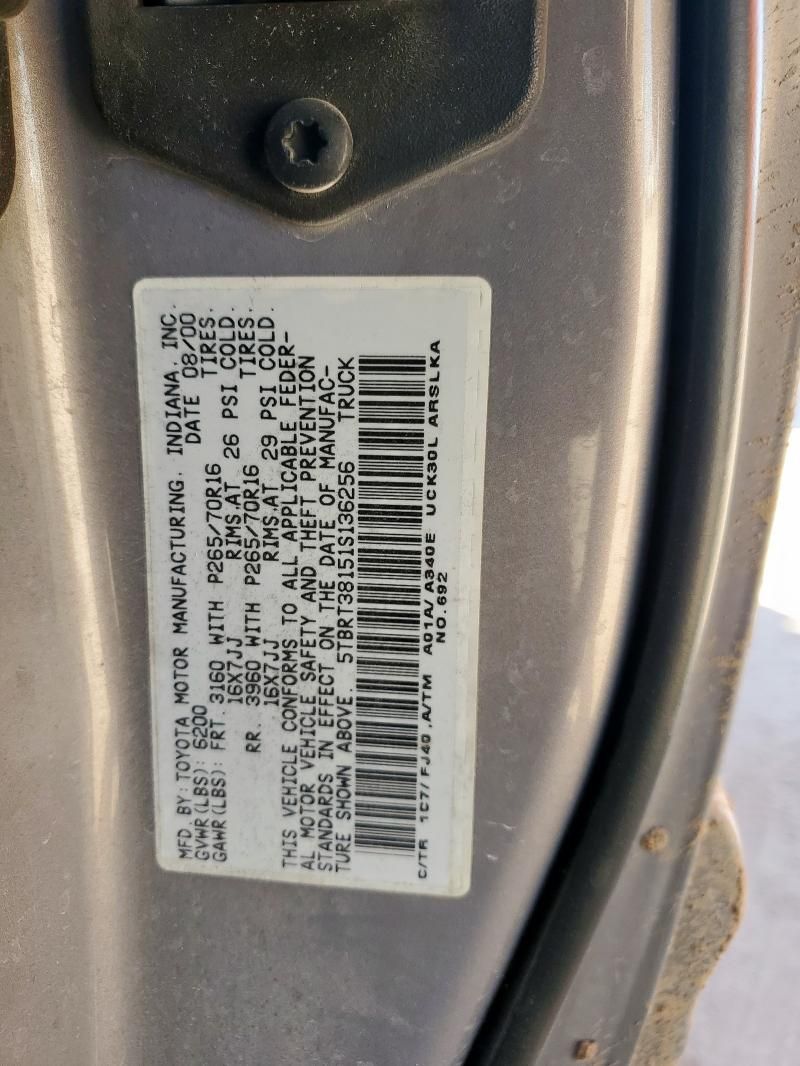 MFD. BY: TOYOTA MOTOR MANUFACTURING, INDIANA, INC.
GVWR(LBS): 6200 DATE 08/00
GAWR(LBS): FRT. 3160 WITH P265/70R16 TIRES,
16X7JJ RIMS,AT 26 PSI COLD.
RR. 3960 WITH P265/70R16 TIRES,
16X7JJ RIMS,AT 29 PSI COLD.
THIS VEHICLE CONFORMS TO ALL APPLICABLE FEDER-
AL MOTOR VEHICLE SAFETY AND THEFT PREVENTION
STANDARDS IN EFFECT ON THE DATE OF MANUFAC-
TURE SHOWN ABOVE. 5TBRT38151S136256 TRUCK
C/TR 1C7/FJ40,A/TM A01A/A340E UCK30L ARSLKA
NO.692